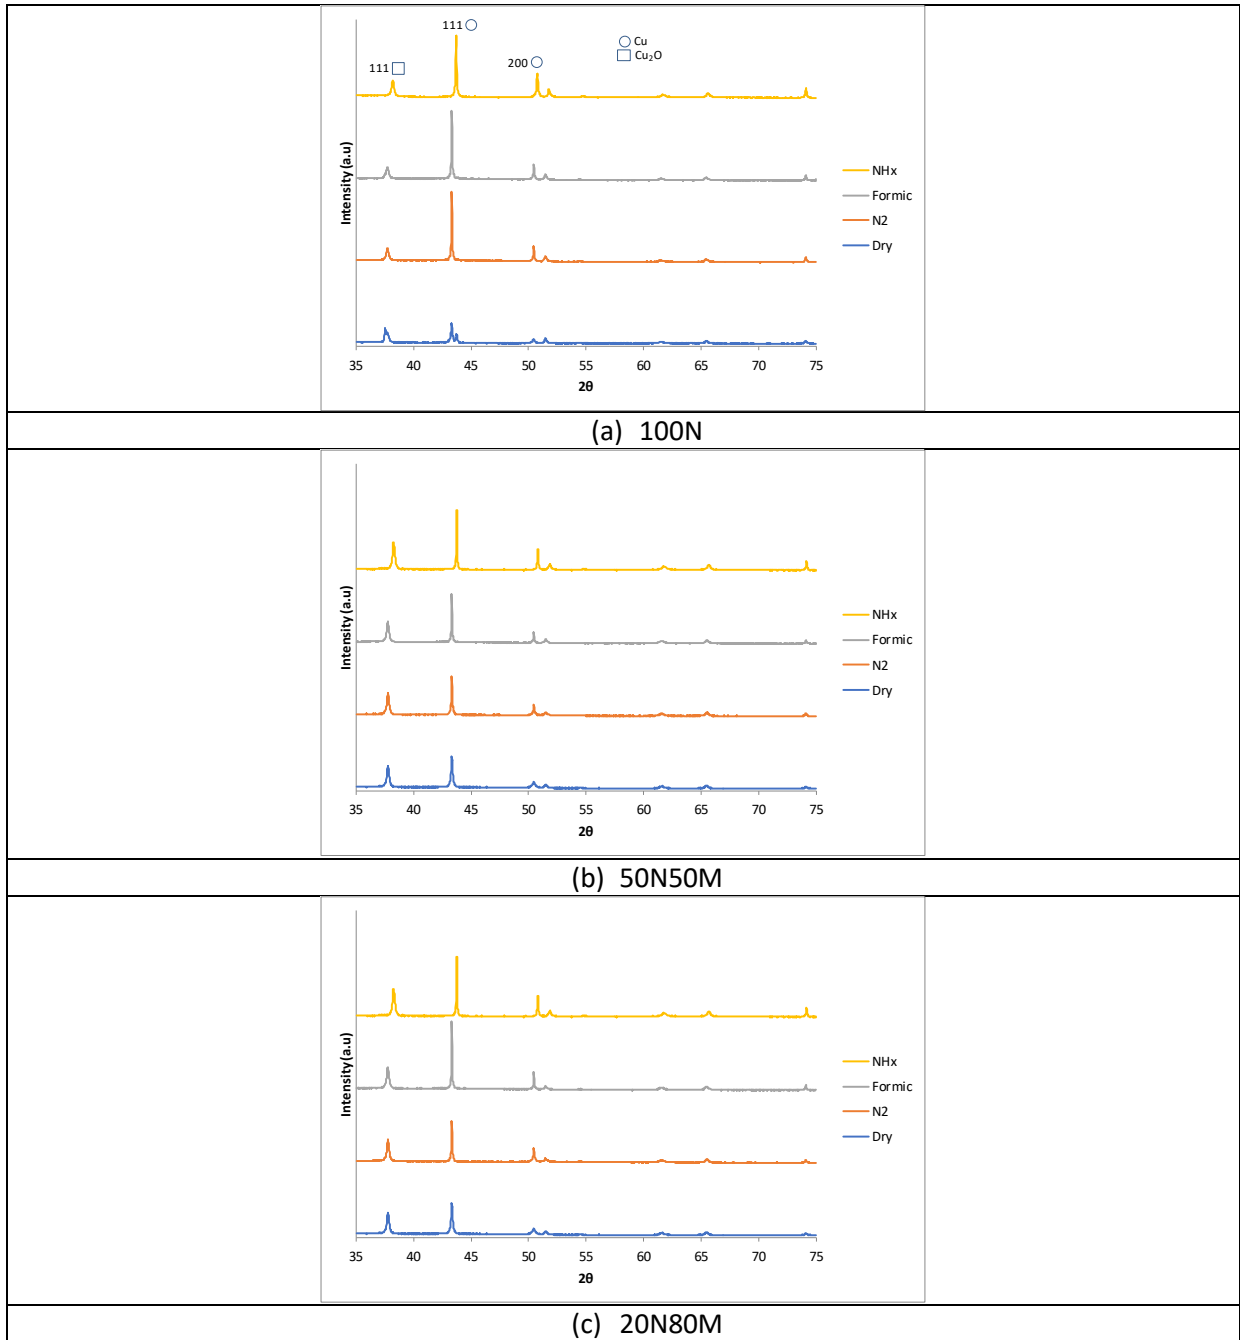 111
Cu
Cu₂O
200
111
Intensity (a.u)
NHx
Formic
N2
Dry
35 40 45 50 55 60 65 70 75
2θ
(a) 100N
Intensity (a.u)
NHx
Formic
N2
Dry
35 40 45 50 55 60 65 70 75
2θ
(b) 50N50M
Intensity (a.u)
NHx
Formic
N2
Dry
35 40 45 50 55 60 65 70 75
2θ
(c) 20N80M